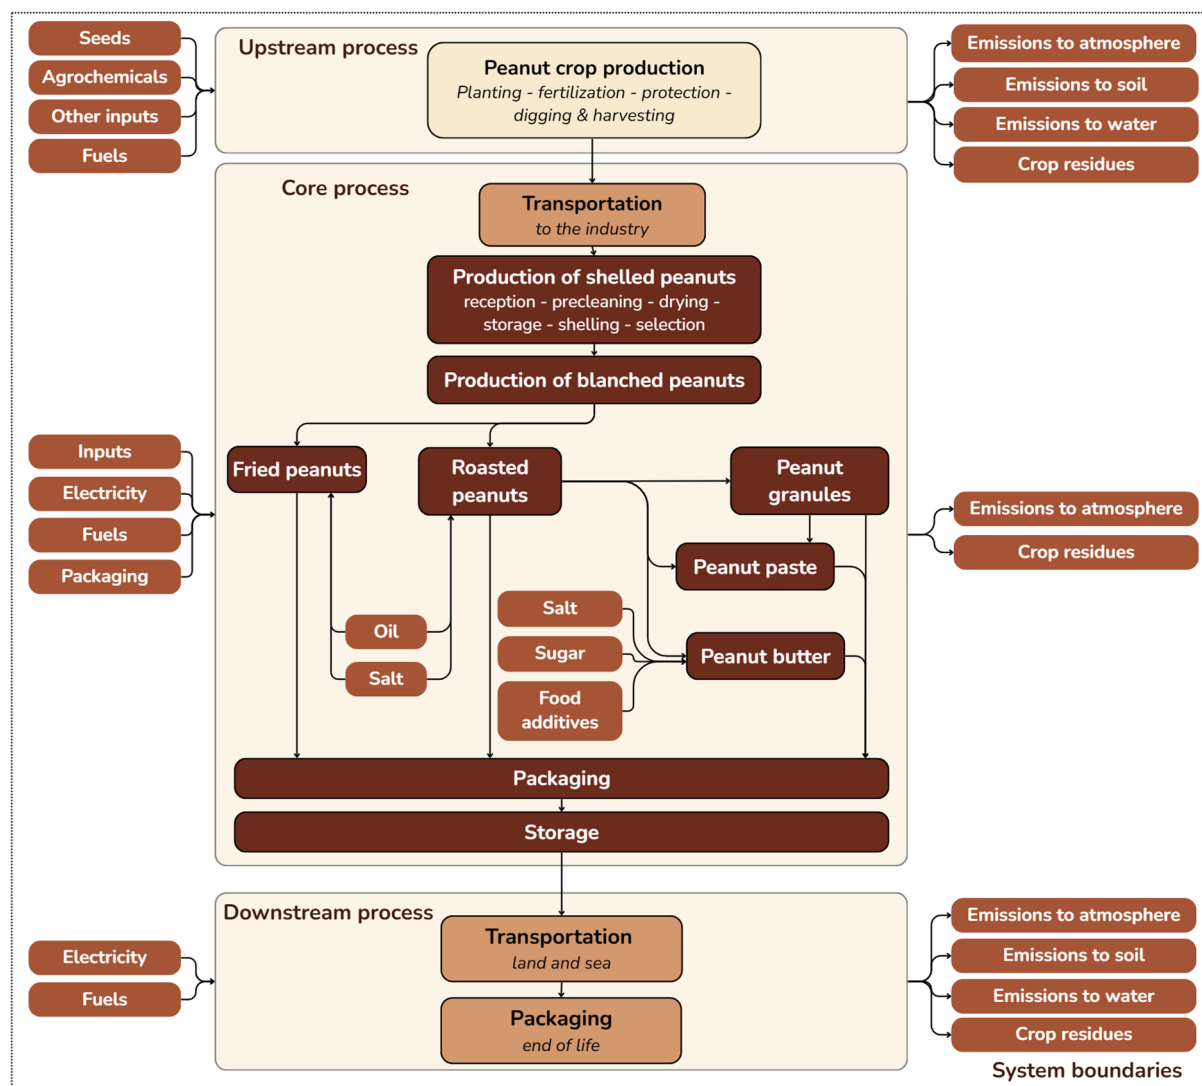 Seeds
Agrochemicals
Other inputs
Fuels
Upstream process
Peanut crop production
Planting - fertilization - protection -
digging & harvesting
Emissions to atmosphere
Emissions to soil
Emissions to water
Crop residues
Core process
Transportation
to the industry
Production of shelled peanuts
reception - precleaning - drying -
storage - shelling - selection
Production of blanched peanuts
Inputs
Electricity
Fuels
Packaging
Fried peanuts
Roasted
peanuts
Peanut
granules
Peanut paste
Oil
Salt
Salt
Sugar
Food
additives
Peanut butter
Emissions to atmosphere
Crop residues
Packaging
Storage
Downstream process
Electricity
Fuels
Transportation
land and sea
Packaging
end of life
Emissions to atmosphere
Emissions to soil
Emissions to water
Crop residues
System boundaries